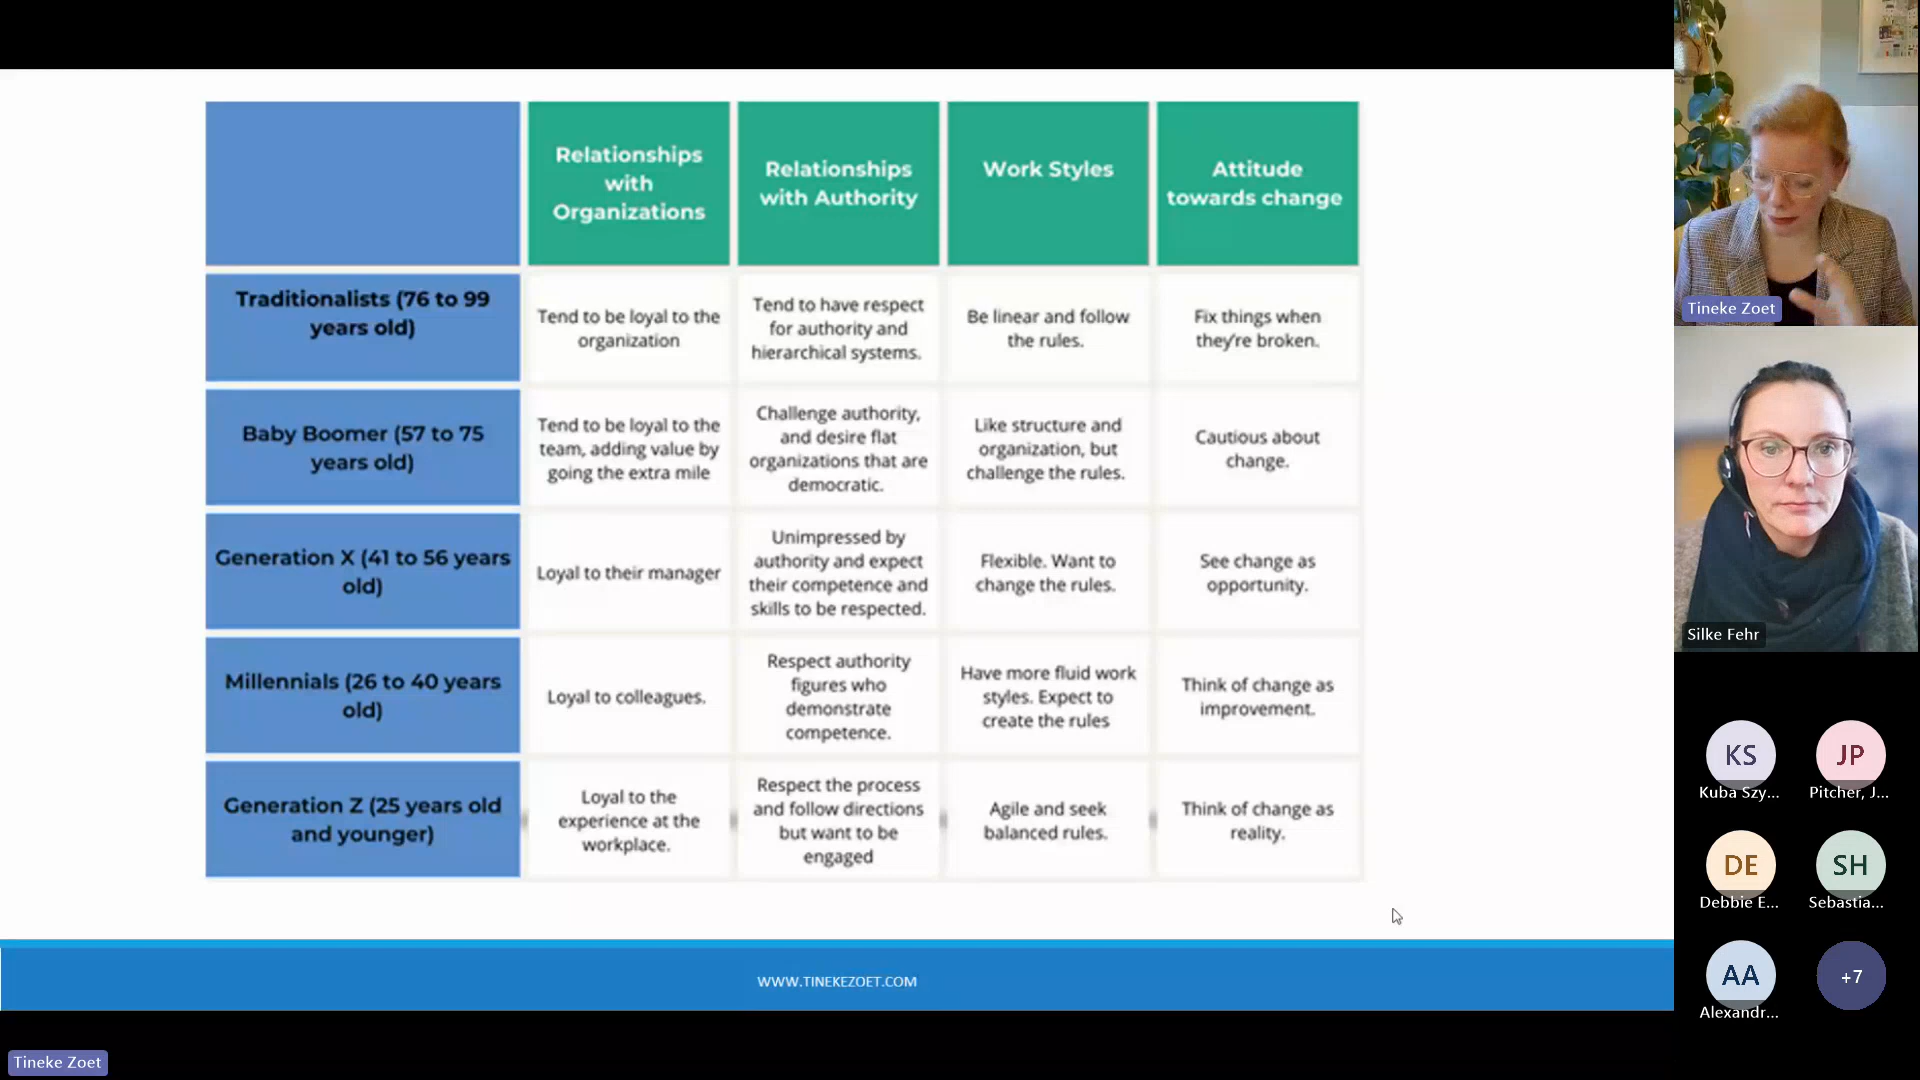 Relationships
with
Organizations
Relationships
with Authority
Work Styles
Attitude
towards change
Traditionalists (76 to 99
years old)
Tend to be loyal to the
organization
Tend to have respect
for authority and
hierarchical systems.
Be linear and follow
the rules.
Fix things when
they're broken.
Baby Boomer (57 to 75
years old)
Tend to be loyal to the
team, adding value by
going the extra mile
Challenge authority,
and desire flat
organizations that are
democratic.
Like structure and
organization, but
challenge the rules.
Cautious about
change.
Generation X (41 to 56 years
old)
Loyal to their manager
Unimpressed by
authority and expect
their competence and
skills to be respected.
Flexible. Want to
change the rules.
See change as
opportunity.
Millennials (26 to 40 years
old)
Loyal to colleagues.
Respect authority
figures who
demonstrate
competence.
Have more fluid work
styles. Expect to
create the rules
Think of change as
improvement.
Generation Z (25 years old
and younger)
Loyal to the
experience at the
workplace.
Respect the process
and follow directions
but want to be
engaged
Agile and seek
balanced rules.
Think of change as
reality.
WWW.TINEKEZOET.COM
Tineke Zoet
Tineke Zoet
Silke Fehr
KS
Kuba Szy...
JP
Pitcher, J...
DE
Debbie E...
SH
Sebastia...
AA
Alexandr...
+7